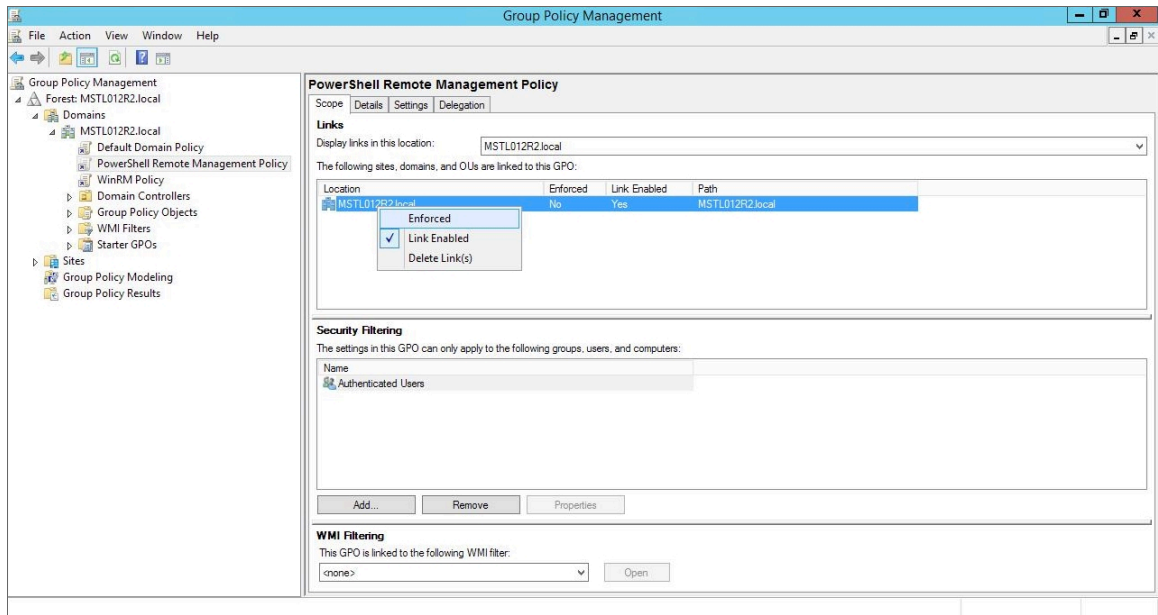 Group Policy Management
File Action View Window Help
Group Policy Management
Forest: MSTL012R2.local
Domains
MSTL012R2.local
Default Domain Policy
PowerShell Remote Management Policy
WinRM Policy
Domain Controllers
Group Policy Objects
WMI Filters
Starter GPOs
Sites
Group Policy Modeling
Group Policy Results
PowerShell Remote Management Policy
Scope Details Settings Delegation
Links
Display links in this location: MSTL012R2.local
The following sites, domains, and OUs are linked to this GPO:
Location Enforced Link Enabled Path
MSTL012R2.local No Yes MSTL012R2.local
Enforced
Link Enabled
Delete Link(s)
Security Filtering
The settings in this GPO can only apply to the following groups, users, and computers:
Name
Authenticated Users
Add... Remove Properties
WMI Filtering
This GPO is linked to the following WMI filter:
<none> Open